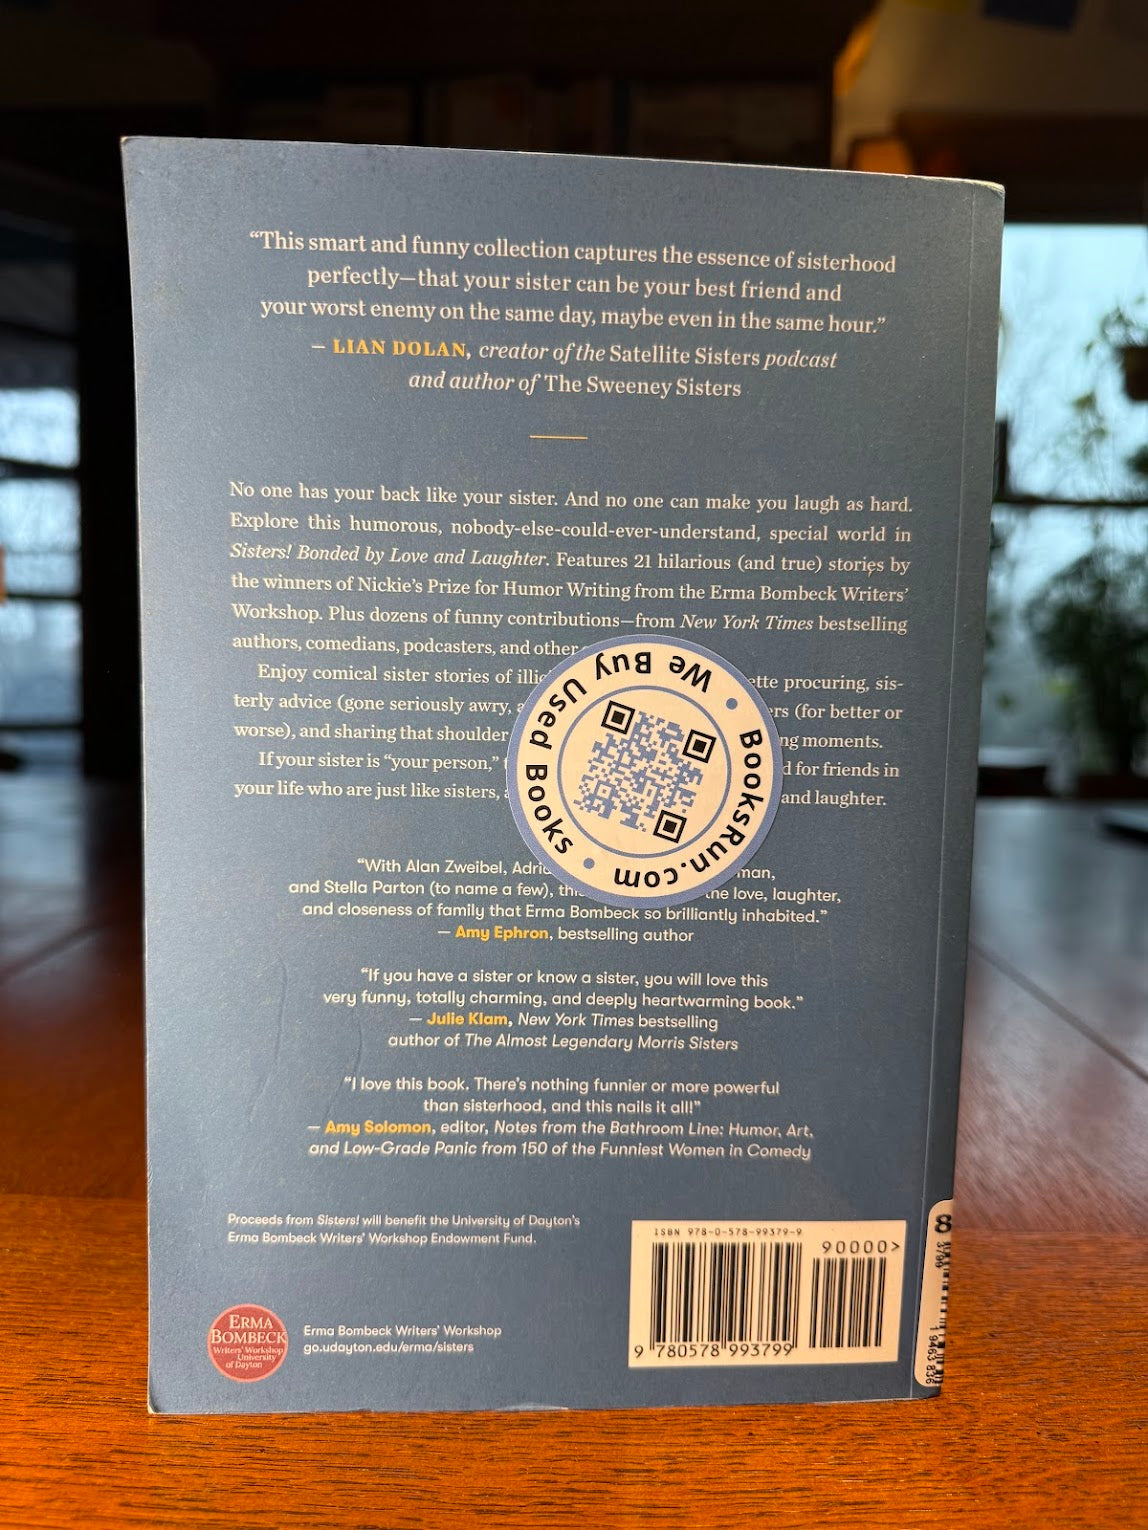 “This smart and funny collection captures the essence of sisterhood
perfectly—that your sister can be your best friend and
your worst enemy on the same day, maybe even in the same hour.”
— LIAN DOLAN, creator of the Satellite Sisters podcast
and author of The Sweeney Sisters
No one has your back like your sister. And no one can make you laugh as hard.
Explore this humorous, nobody-else-could-ever-understand, special world in
Sisters! Bonded by Love and Laughter. Features 21 hilarious (and true) stories by
the winners of Nickie’s Prize for Humor Writing from the Erma Bombeck Writers’
Workshop. Plus dozens of funny contributions—from New York Times bestselling
authors, comedians, podcasters, and other
Enjoy comical sister stories of procuring, sis-
terly advice (gone seriously awry, (for better or
worse), and sharing that shoulder moments.
If your sister is “your person,” for friends in
your life who are just like sisters, and laughter.
We Buy Used Books • BooksRun.com •
“With Alan Zweibel,
and Stella Parton (to name a few), the love, laughter,
and closeness of family that Erma Bombeck so brilliantly inhabited.”
— Amy Ephron, bestselling author
“If you have a sister or know a sister, you will love this
very funny, totally charming, and deeply heartwarming book.”
— Julie Klam, New York Times bestselling
author of The Almost Legendary Morris Sisters
“I love this book. There’s nothing funnier or more powerful
than sisterhood, and this nails it all!”
— Amy Solomon, editor, Notes from the Bathroom Line: Humor, Art,
and Low-Grade Panic from 150 of the Funniest Women in Comedy
Proceeds from Sisters! will benefit the University of Dayton’s
Erma Bombeck Writers’ Workshop Endowment Fund.
ISBN 978-0-578-99379-9
90000>
9 780578 993799
ERMA
BOMBECK
Writers’ Workshop
University
of Dayton
Erma Bombeck Writers’ Workshop
go.udayton.edu/erma/sisters
8
3799
19463 836